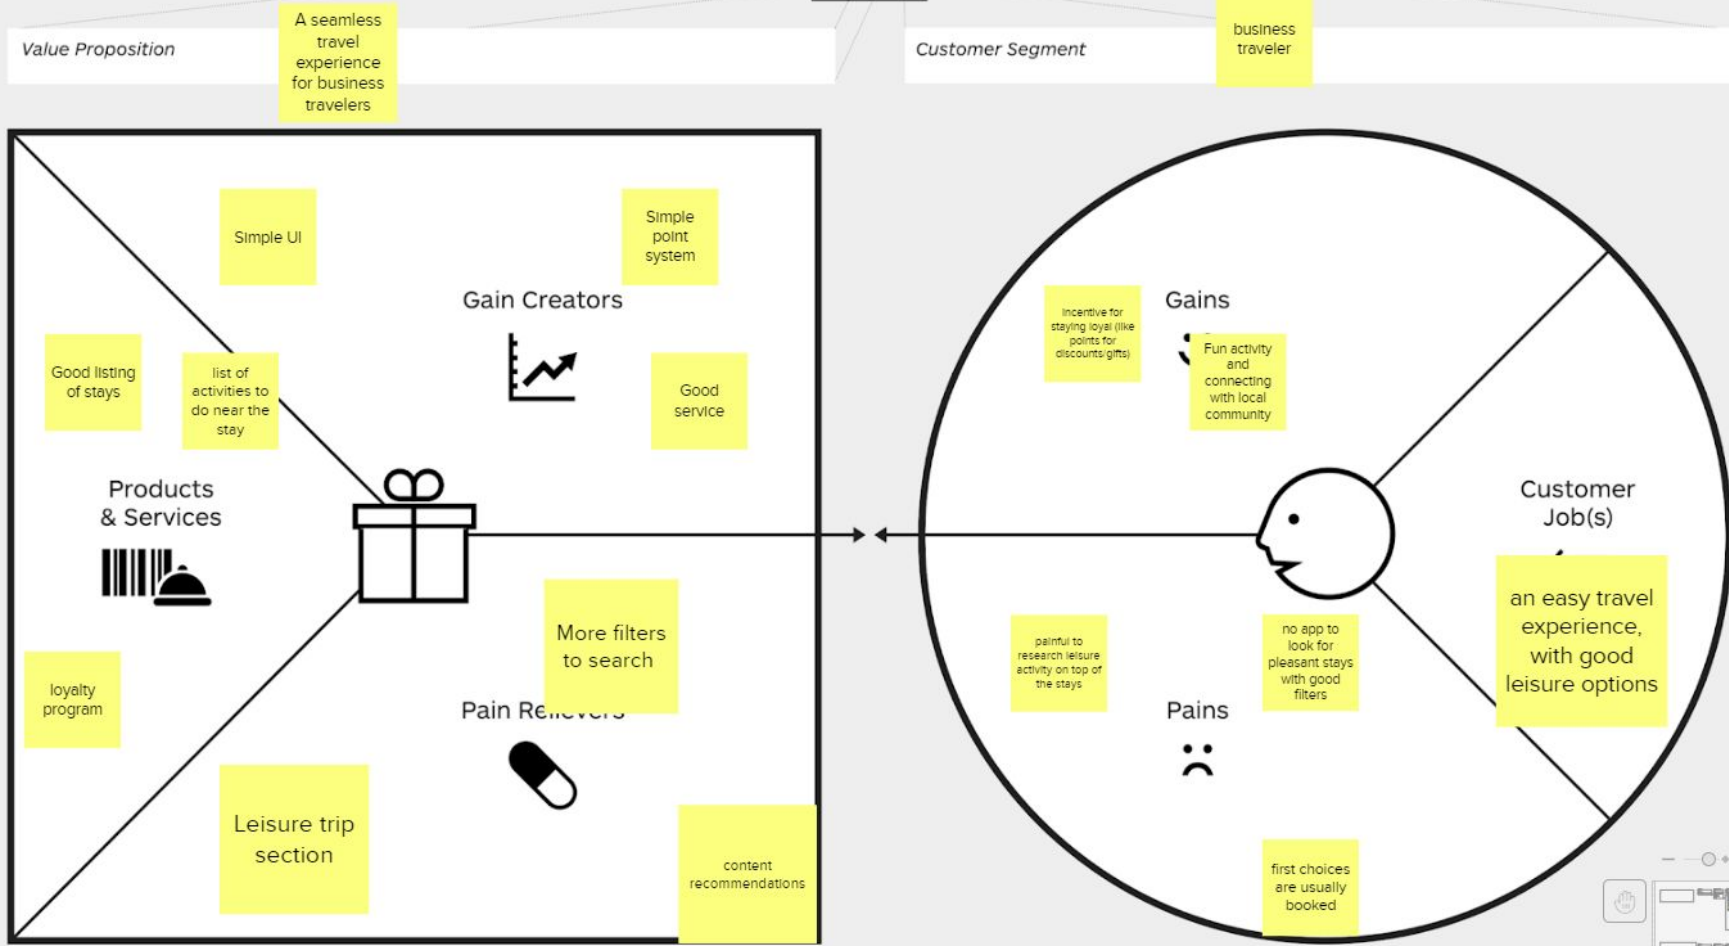 Value Proposition
A seamless
travel
experience
for business
travelers
Customer Segment
business
traveler
Simple UI
Simple
point
system
Gain Creators
Good listing
of stays
list of
activities to
do near the
stay
Good
service
Products
& Services
loyalty
program
More filters
to search
Pain Relievers
Leisure trip
section
content
recommendations
Gains
Incentive for
staying loyal (like
points for
discounts/gifts)
Fun activity
and
connecting
with local
community
Customer
Job(s)
an easy travel
experience,
with good
leisure options
painful to
research leisure
activity on top of
the stays
no app to
look for
pleasant stays
with good
filters
Pains
first choices
are usually
booked